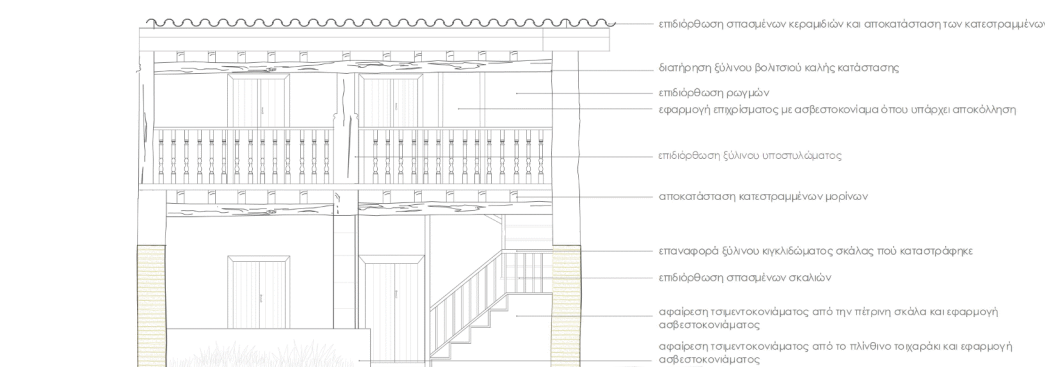 επιδιόρθωση σπασμένων κεραμιδιών και αποκατάσταση των κατεστραμμένων
διατήρηση ξύλινου βολιτσιού καλής κατάστασης
επιδιόρθωση ρωγμών
εφαρμογή επιχρίσματος με ασβεστοκονίαμα όπου υπάρχει αποκόλληση
επιδιόρθωση ξύλινου υποστυλώματος
αποκατάσταση κατεστραμμένων μορίνων
επαναφορά ξύλινου κιγκλιδώματος σκάλας πού καταστράφηκε
επιδιόρθωση σπασμένων σκαλιών
αφαίρεση τσιμεντοκονιάματος από την πέτρινη σκάλα και εφαρμογή
ασβεστοκονιάματος
αφαίρεση τσιμεντοκονιάματος από το πλίνθινο τοιχαράκι και εφαρμογή
ασβεστοκονιάματος